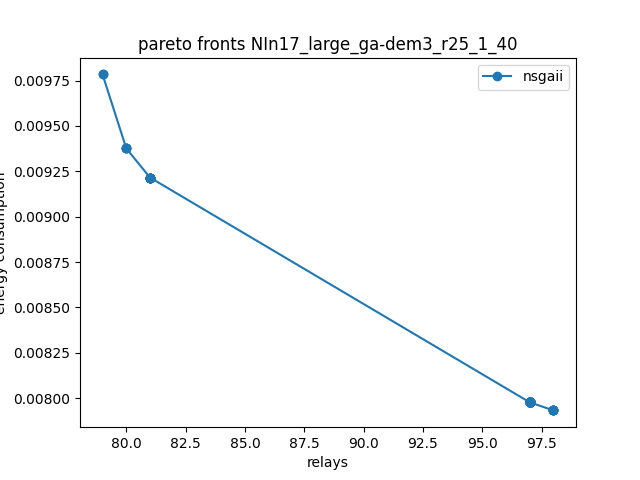 pareto fronts NIn17_large_ga-dem3_r25_1_40
nsgaii
0.00975
0.00950
0.00925
0.00900
0.00875
0.00850
0.00825
0.00800
energy consumption
80.0 82.5 85.0 87.5 90.0 92.5 95.0 97.5
relays